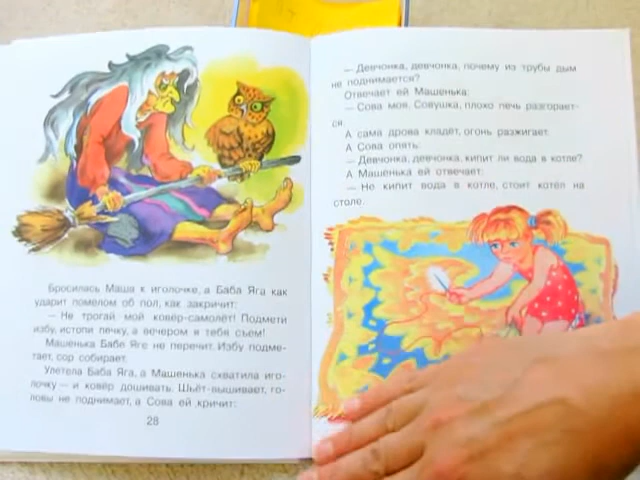 Бросилась Маша к иголочке, а Баба Яга как
ударит помелом об пол, как закричит:
— Не трогай мой ковёр-самолёт! Подмети
избу, истопи печку, а вечером я тебя съем!
Машенька Бабе Яге не перечит. Избу подме-
тает, сор собирает.
Улетела Баба Яга, а Машенька схватила иго-
лочку — и ковёр дошивать. Шьёт-вышивает, го-
ловы не поднимает, а Сова ей кричит:
28
— Девчонка, девчонка, почему из трубы дым
не поднимается?
Отвечает ей Машенька:
— Сова моя, Совушка, плохо печь разгорает-
ся.
А сама дрова кладёт, огонь разжигает.
А Сова опять:
— Девчонка, девчонка, кипит ли вода в котле?
А Машенька ей отвечает:
— Не кипит вода в котле, стоит котёл на
столе.